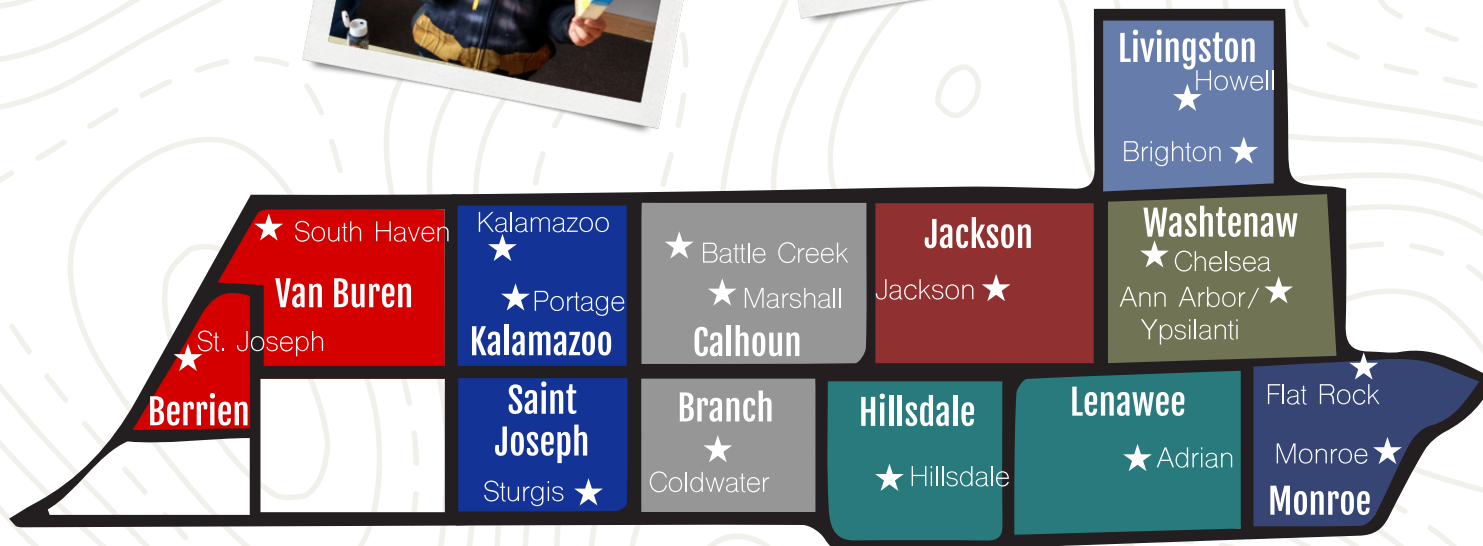 Livingston
Howell
Brighton
South Haven
Van Buren
St. Joseph
Berrien
Kalamazoo
Portage
Kalamazoo
Saint
Joseph
Sturgis
Battle Creek
Marshall
Calhoun
Branch
Coldwater
Jackson
Jackson
Hillsdale
Hillsdale
Washtenaw
Chelsea
Ann Arbor/
Ypsilanti
Lenawee
Adrian
Flat Rock
Monroe
Monroe